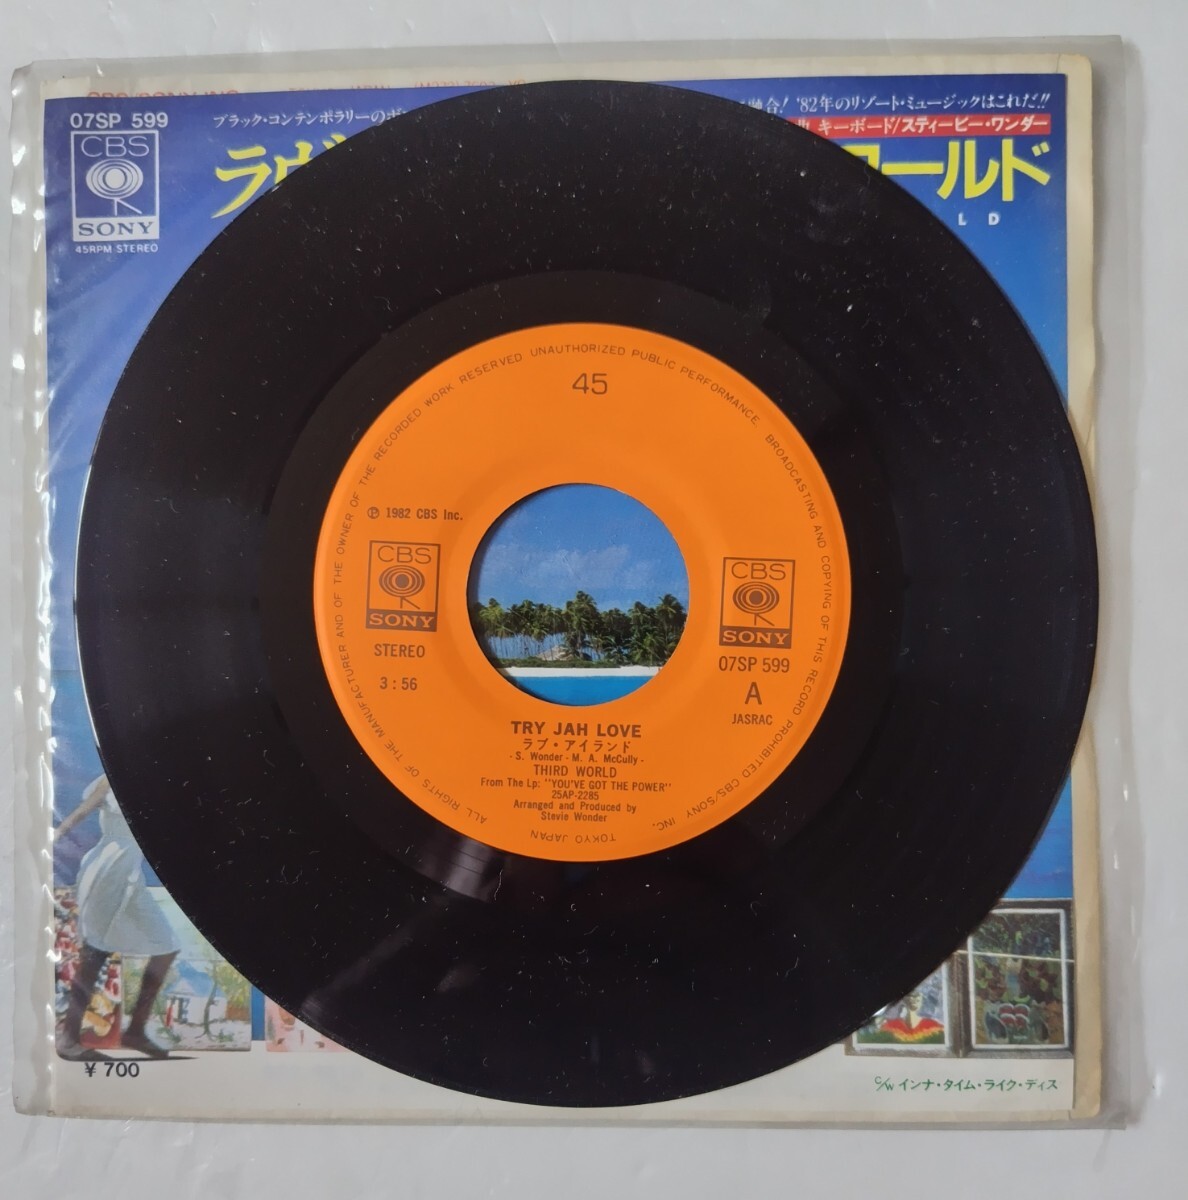 07SP 599
CBS
SONY
45RPM STEREO
ブラック・コンテンポラリーの
融合! '82年のリゾート・ミュージックはこれだ!!
キーボード/スティービー・ワンダー
ラヴ
ワールド
L D
ALL RIGHTS OF THE MANUFACTURER AND OF THE OWNER OF THE RECORDED WORK RESERVED UNAUTHORIZED PUBLIC PERFORMANCE BROADCASTING AND COPYING OF THIS RECORD PROHIBITED CBS/SONY INC. TOKYO JAPAN
45
Ⓟ 1982 CBS Inc.
CBS
SONY
STEREO
3:56
CBS
SONY
07SP 599
A
JASRAC
TRY JAH LOVE
ラブ・アイランド
- S. Wonder - M. A. McCully -
THIRD WORLD
From The Lp: "YOU'VE GOT THE POWER"
25AP-2285
Arranged and Produced by
Stevie Wonder
¥ 700
c/w インナ・タイム・ライク・ディス